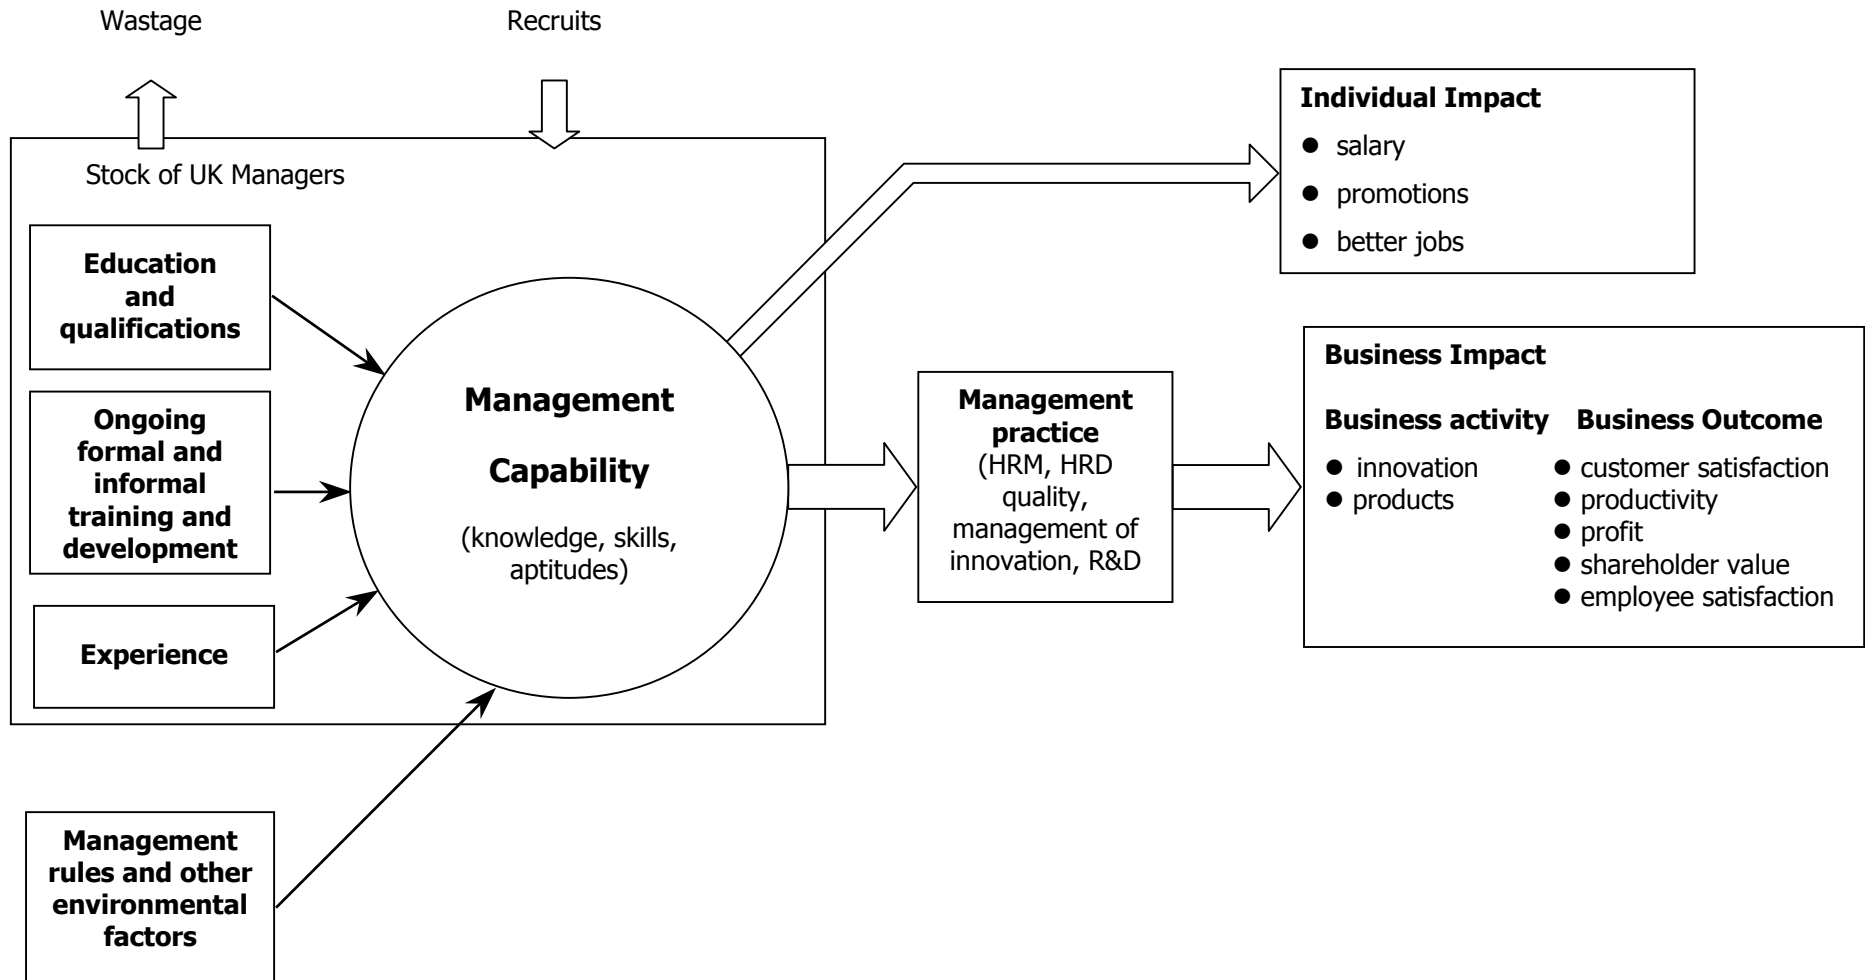 Wastage
Recruits
Stock of UK Managers
Education
and
qualifications
Ongoing
formal and
informal
training and
development
Experience
Management
rules and other
environmental
factors
Management
Capability
(knowledge, skills,
aptitudes)
Management
practice
(HRM, HRD
quality,
management of
innovation, R&D
Individual Impact
● salary
● promotions
● better jobs
Business Impact
Business activity
● innovation
● products
Business Outcome
● customer satisfaction
● productivity
● profit
● shareholder value
● employee satisfaction